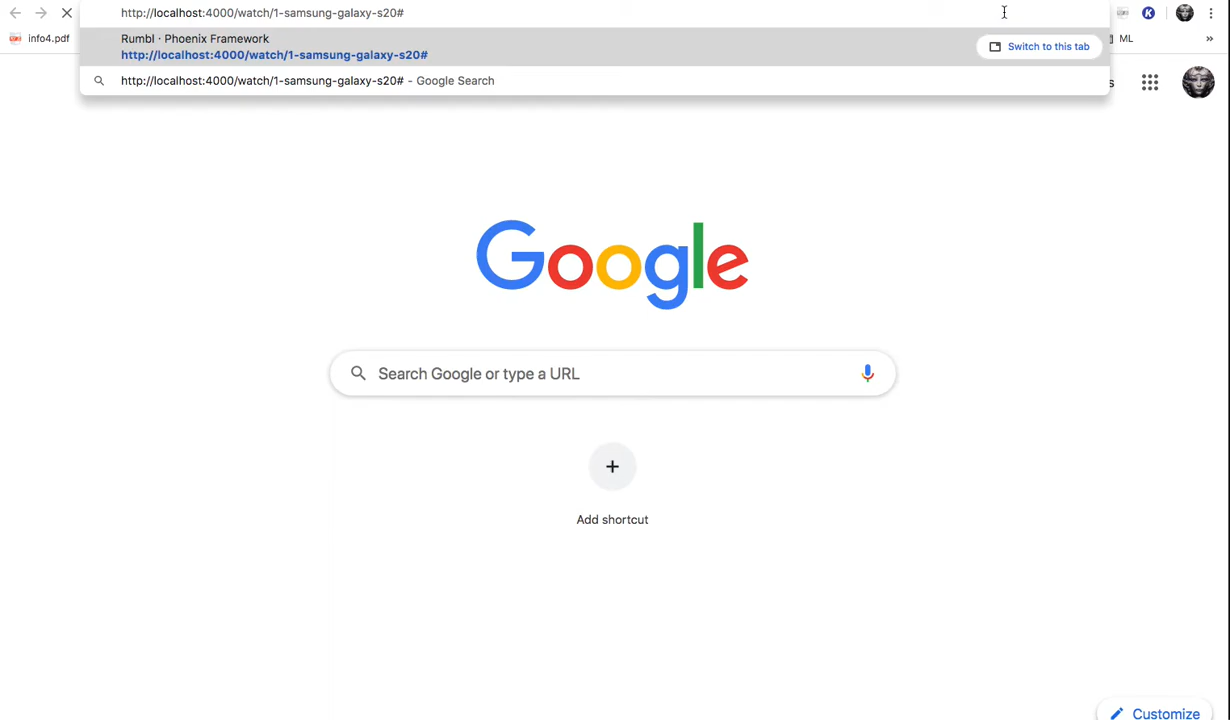 http://localhost:4000/watch/1-samsung-galaxy-s20#
info4.pdf
Rumbl · Phoenix Framework
http://localhost:4000/watch/1-samsung-galaxy-s20#
Switch to this tab
ML
»
http://localhost:4000/watch/1-samsung-galaxy-s20# - Google Search
s
Google
Search Google or type a URL
Add shortcut
Customize